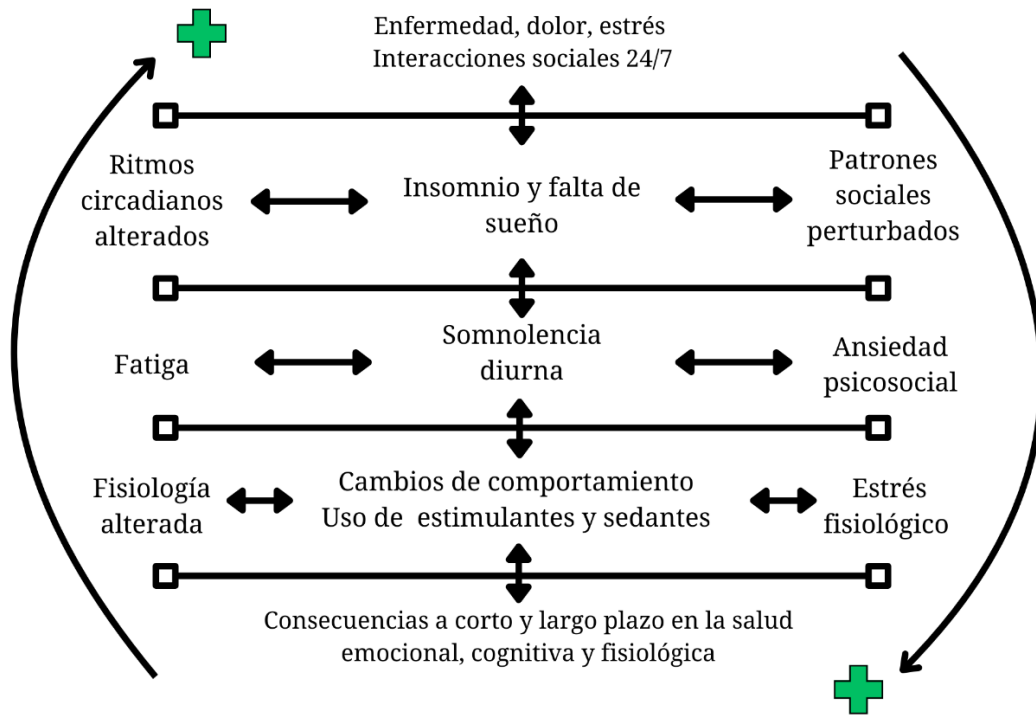 Enfermedad, dolor, estrés
Interacciones sociales 24/7
Ritmos
circadianos
alterados
Insomnio y falta de
sueño
Patrones
sociales
perturbados
Fatiga
Somnolencia
diurna
Ansiedad
psicosocial
Fisiología
alterada
Cambios de comportamiento
Uso de estimulantes y sedantes
Estrés
fisiológico
Consecuencias a corto y largo plazo en la salud
emocional, cognitiva y fisiológica